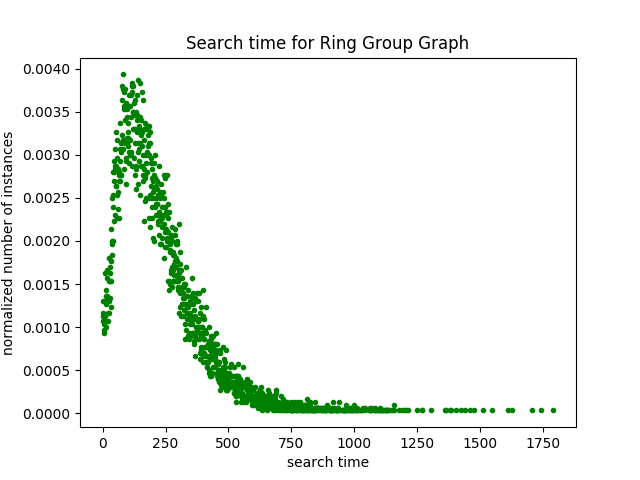 Search time for Ring Group Graph
0.0040
0.0035
0.0030
0.0025
0.0020
0.0015
0.0010
0.0005
0.0000
normalized number of instances
0 250 500 750 1000 1250 1500 1750
search time